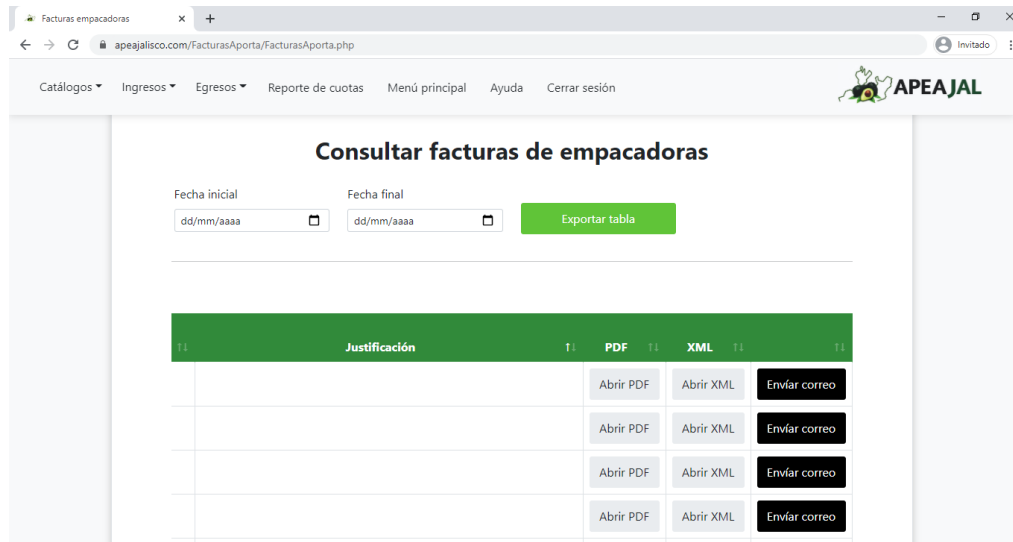 Facturas empacadoras
apeajalisco.com/FacturasAporta/FacturasAporta.php
Invitado
Catálogos Ingresos Egresos Reporte de cuotas Menú principal Ayuda Cerrar sesión APEAJAL
Consultar facturas de empacadoras
Fecha inicial Fecha final
dd/mm/aaaa dd/mm/aaaa Exportar tabla
Justificación PDF XML
Abrir PDF Abrir XML Envíar correo
Abrir PDF Abrir XML Envíar correo
Abrir PDF Abrir XML Envíar correo
Abrir PDF Abrir XML Envíar correo